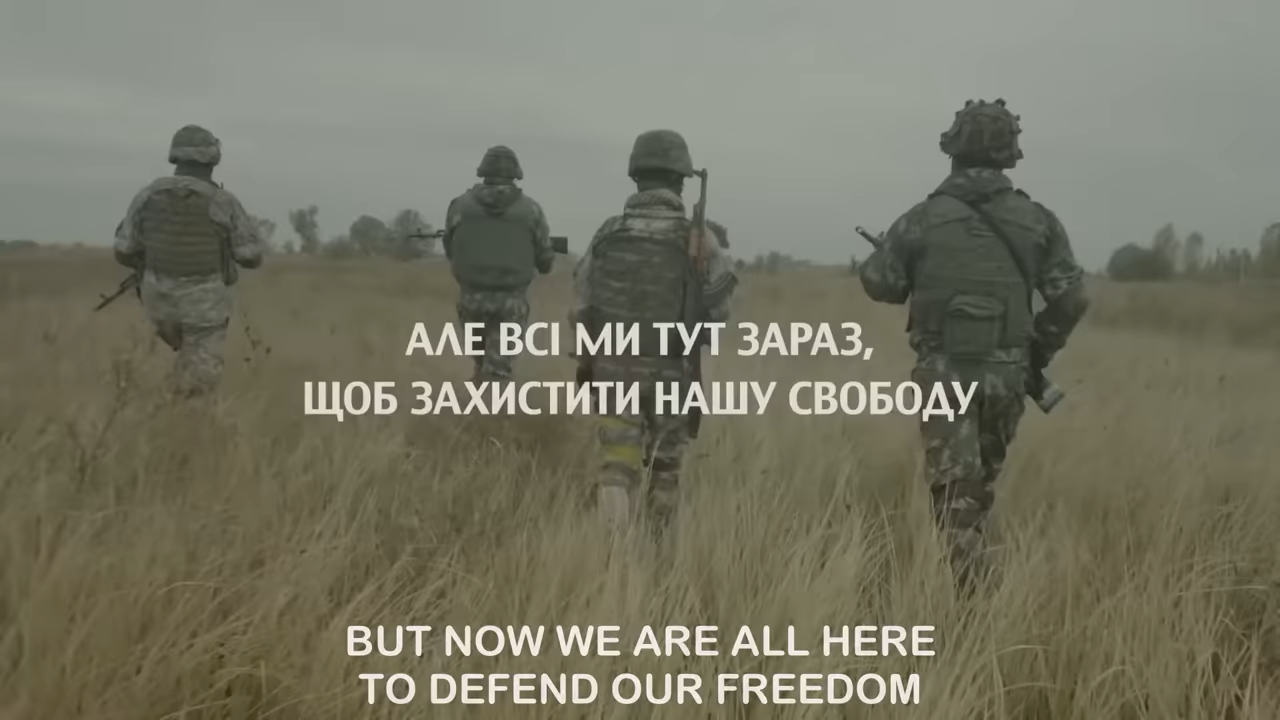 АЛЕ ВСІ МИ ТУТ ЗАРАЗ,
ЩОБ ЗАХИСТИТИ НАШУ СВОБОДУ
BUT NOW WE ARE ALL HERE
TO DEFEND OUR FREEDOM